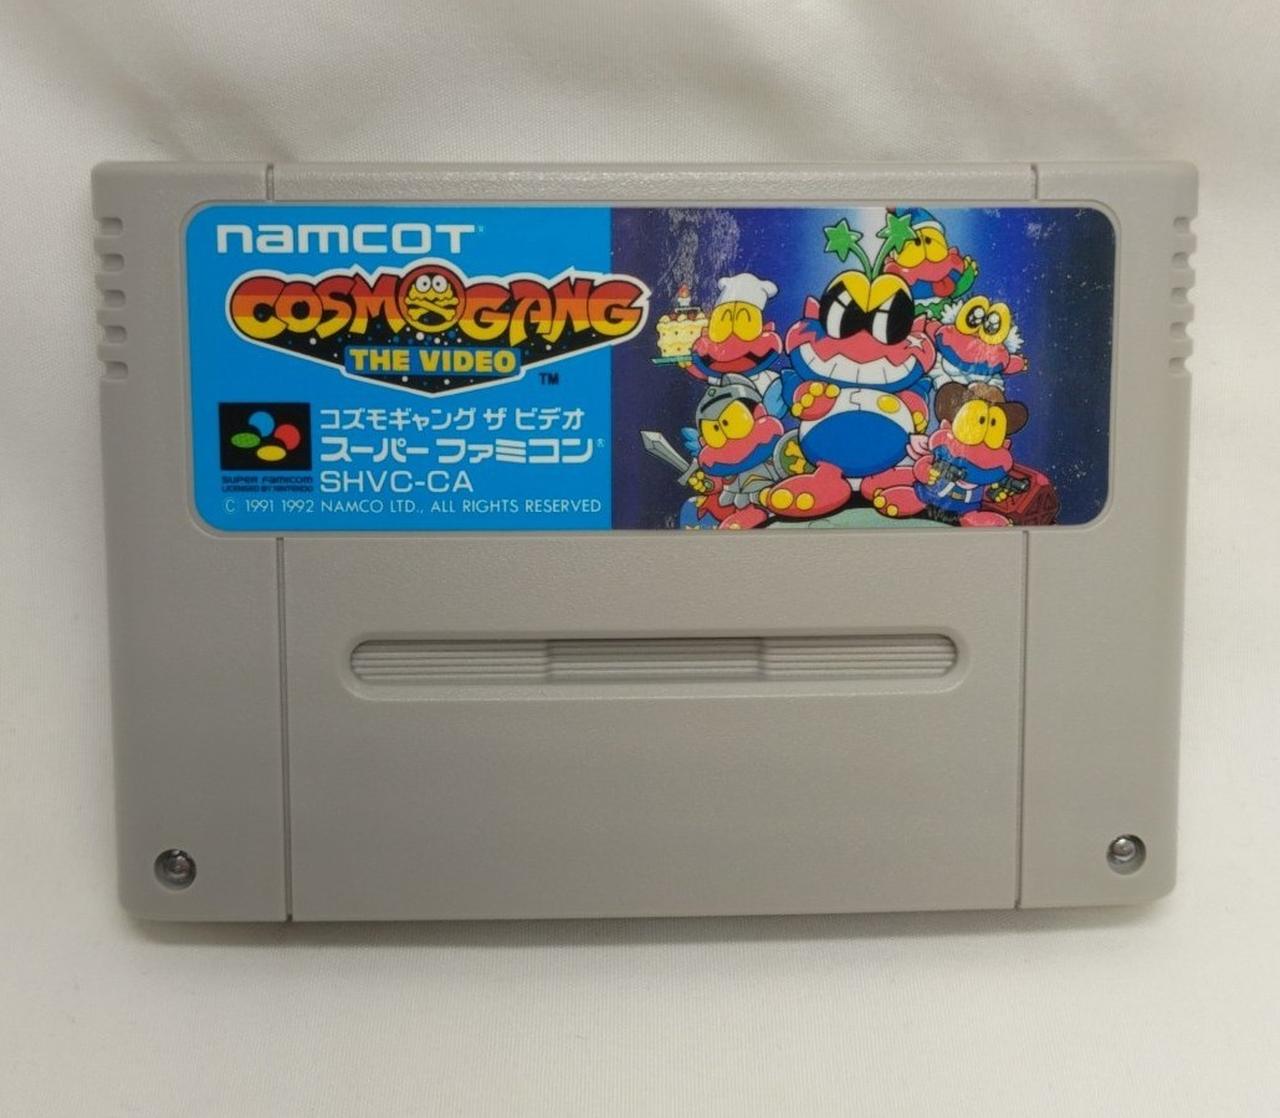 namcot
COSMO GANG
THE VIDEO
TM
コズモギャング ザ ビデオ
スーパー ファミコン®
SHVC-CA
SUPER FAMICOM
LICENSED BY NINTENDO
© 1991 1992 NAMCO LTD., ALL RIGHTS RESERVED